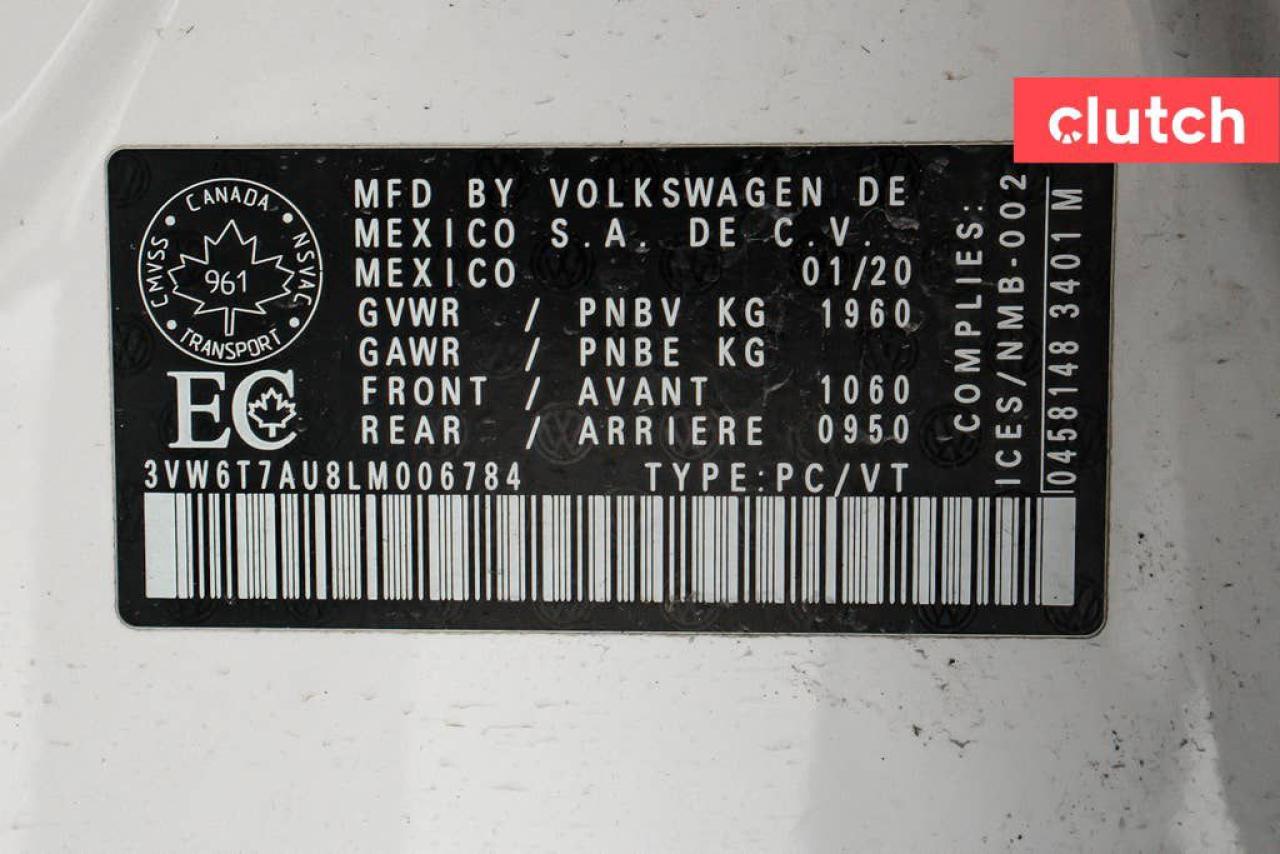 clutch
CANADA
CMVSS
NSVAC
961
TRANSPORT
EC
MFD BY VOLKSWAGEN DE
MEXICO S.A. DE C.V.
MEXICO 01/20
GVWR / PNBV KG 1960
GAWR / PNBE KG
FRONT / AVANT 1060
REAR / ARRIERE 0950
3VW6T7AU8LM006784 TYPE:PC/VT
COMPLIES:
ICES/NMB-002
0458148 3401 M